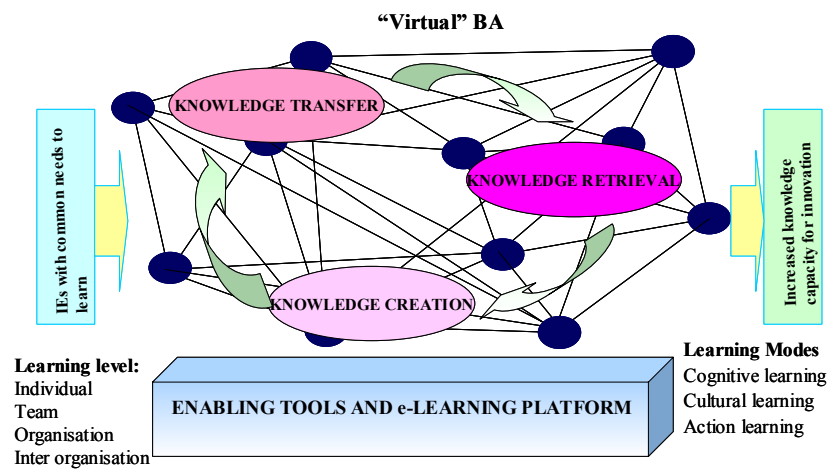 “Virtual” BA
KNOWLEDGE TRANSFER
KNOWLEDGE RETRIEVAL
IEs with common needs to
learn
Increased knowledge
capacity for innovation
KNOWLEDGE CREATION
Learning level:
Individual
Team
Organisation
Inter organisation
ENABLING TOOLS AND e-LEARNING PLATFORM
Learning Modes
Cognitive learning
Cultural learning
Action learning